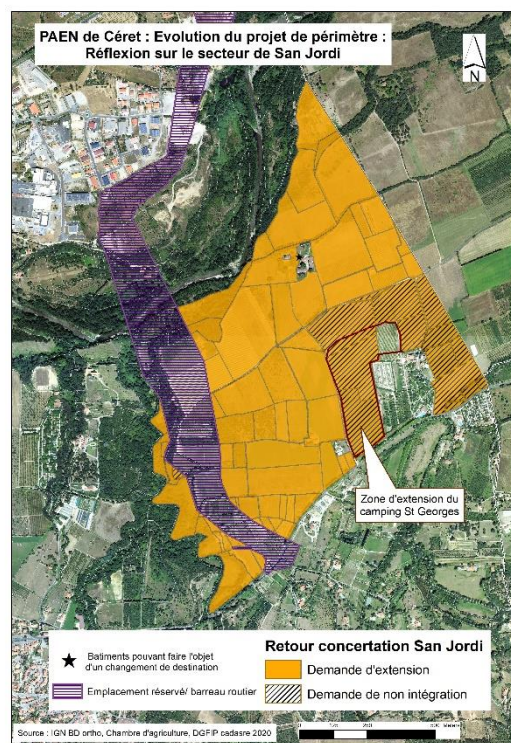 PAEN de Céret : Evolution du projet de périmètre :
Réflexion sur le secteur de San Jordi
N
Zone d'extension du
camping St Georges
Batiments pouvant faire l'objet
d'un changement de destination
Emplacement réservé/ barreau routier
Retour concertation San Jordi
Demande d'extension
Demande de non intégration
Source : IGN BD ortho, Chambre d'agriculture, DGFIP cadasre 2020
0